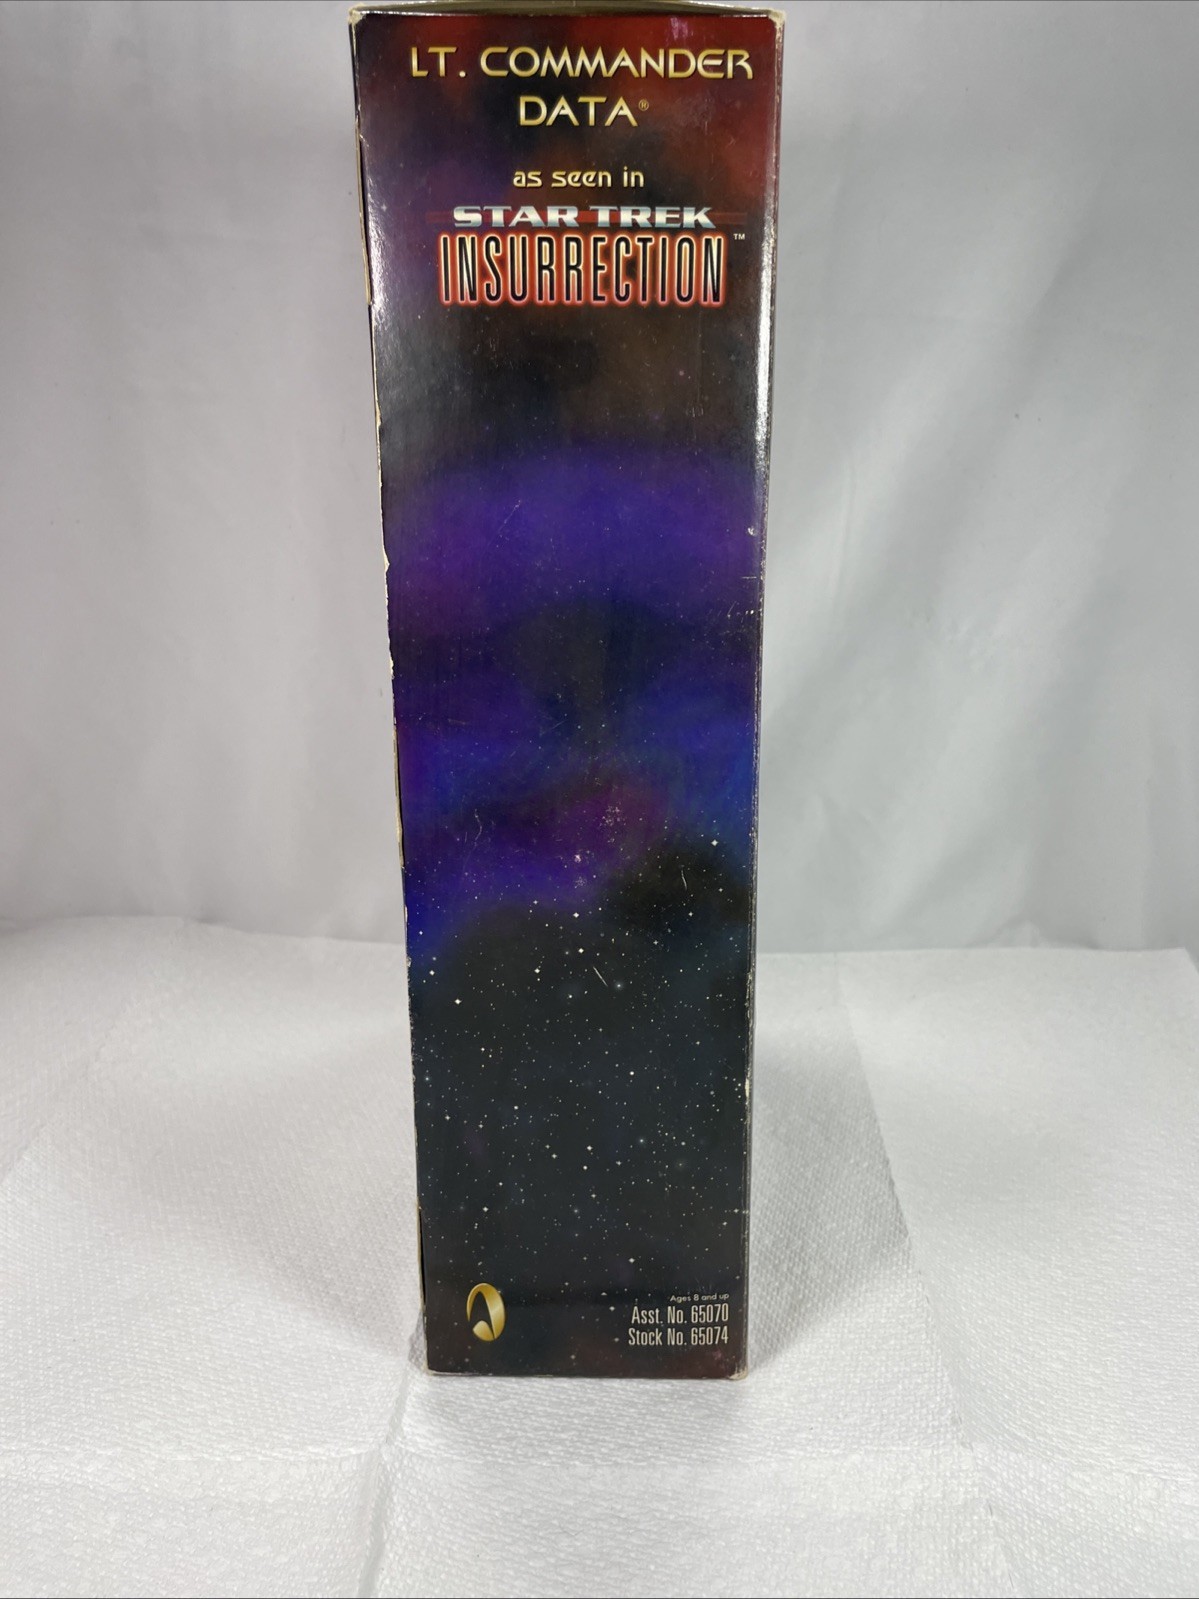 LT. COMMANDER
DATA®
as seen in
STAR TREK
INSURRECTION™
Ages 8 and up
Asst. No. 65070
Stock No. 65074